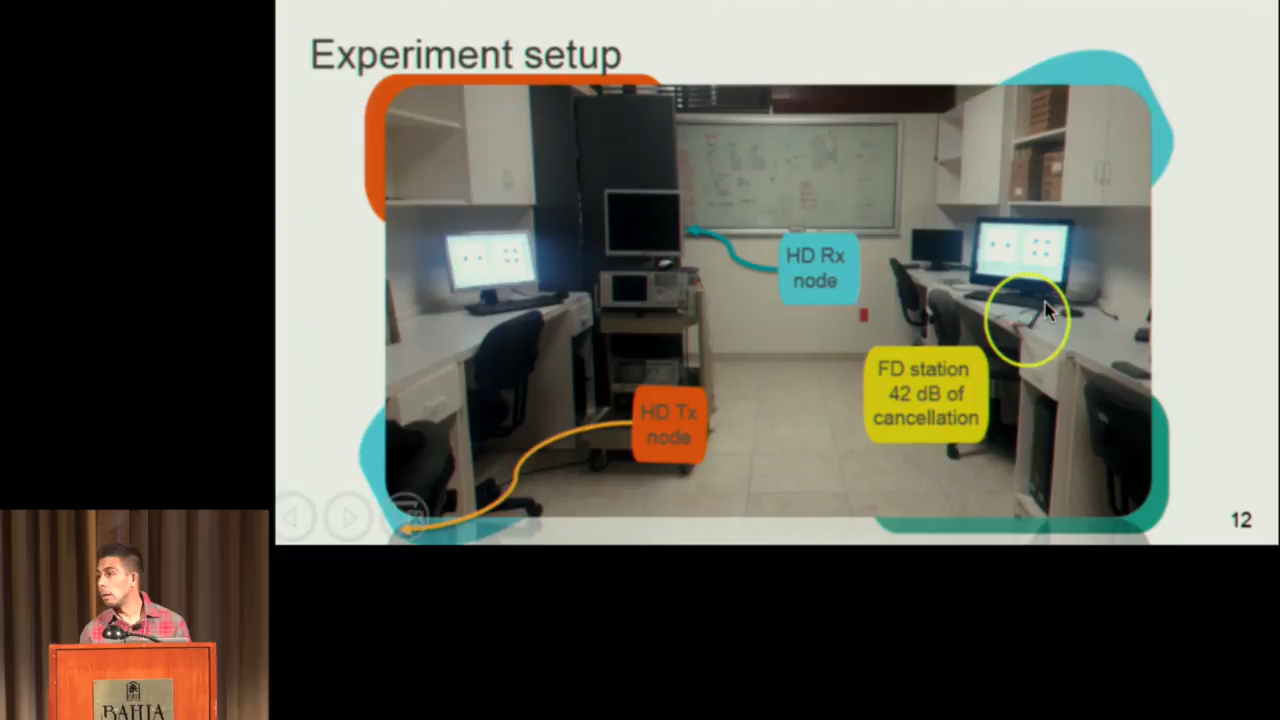 Experiment setup
HD Rx
node
FD station
42 dB of
cancellation
HD Tx
node
12
BAHIA